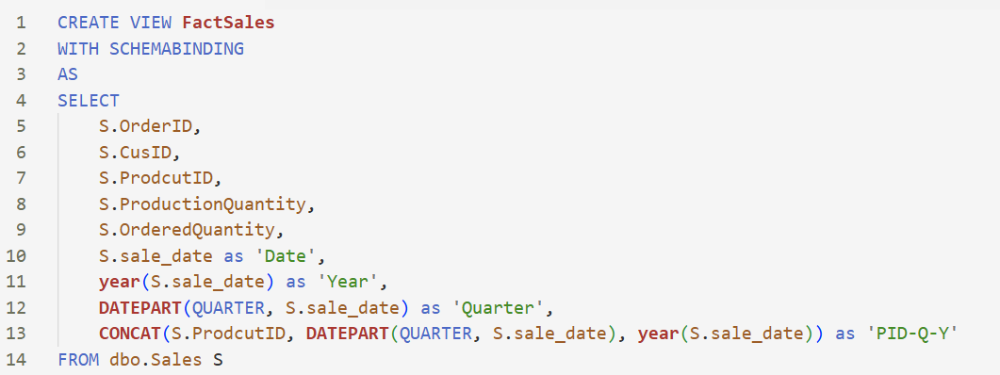 1 CREATE VIEW FactSales
2 WITH SCHEMABINDING
3 AS
4 SELECT
5 S.OrderID,
6 S.CusID,
7 S.ProdcutID,
8 S.ProductionQuantity,
9 S.OrderedQuantity,
10 S.sale_date as 'Date',
11 year(S.sale_date) as 'Year',
12 DATEPART(QUARTER, S.sale_date) as 'Quarter',
13 CONCAT(S.ProdcutID, DATEPART(QUARTER, S.sale_date), year(S.sale_date)) as 'PID-Q-Y'
14 FROM dbo.Sales S